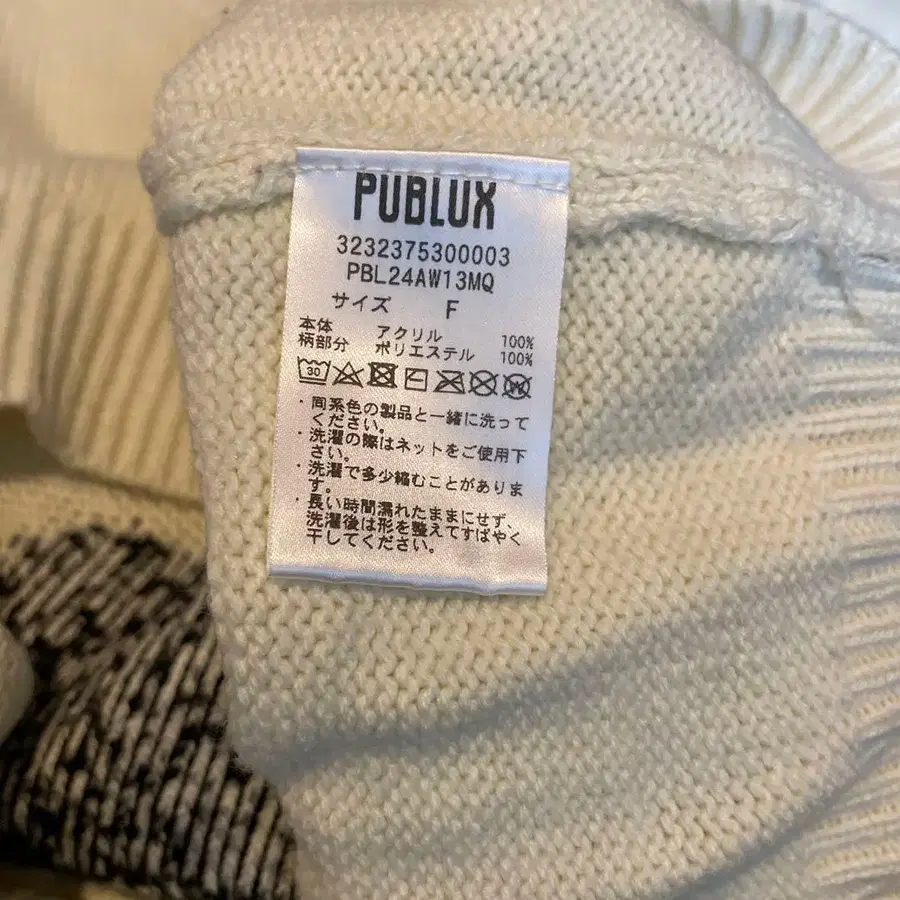 PUBLUX
3232375300003
PBL24AW13MQ
サイズ F
本体 アクリル 100%
柄部分 ポリエステル 100%
30
・同系色の製品と一緒に洗って
ください。
・洗濯の際はネットをご使用下
さい。
・洗濯で多少縮むことがありま
す。
・長い時間濡れたままにせず、
洗濯後は形を整えてすばやく
干してください。